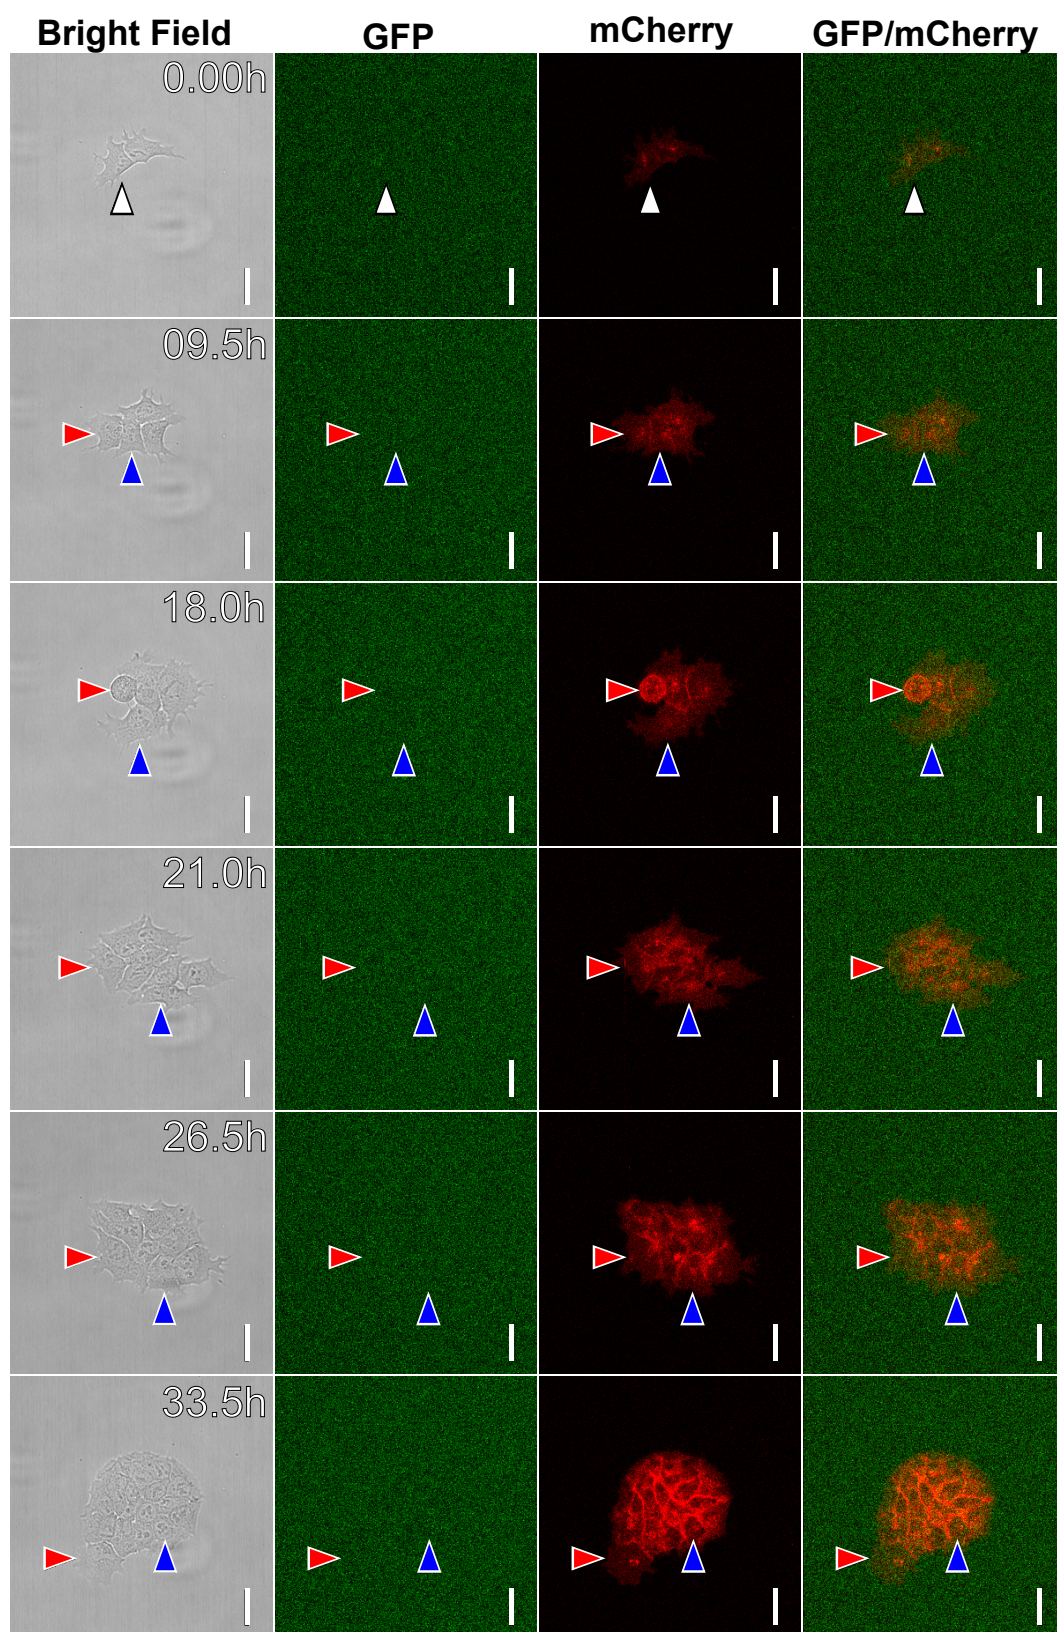 Bright Field GFP mCherry GFP/mCherry
0.00h
09.5h
18.0h
21.0h
26.5h
33.5h